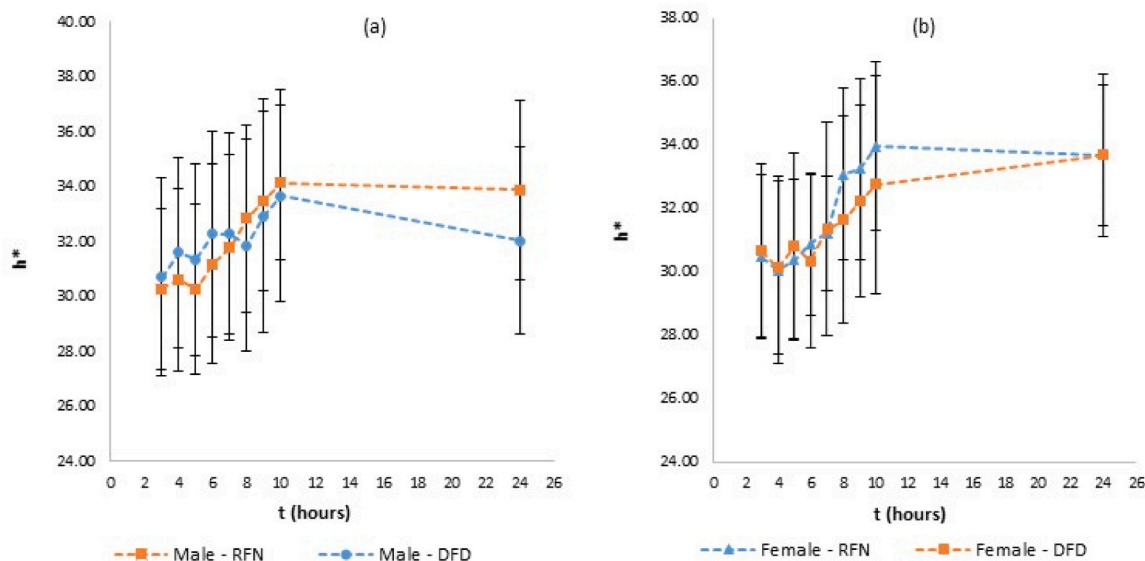 (a)
40.00
38.00
36.00
34.00
32.00
30.00
28.00
26.00
24.00
h*
0 2 4 6 8 10 12 14 16 18 20 22 24 26
t (hours)
Male - RFN Male - DFD
(b)
38.00
36.00
34.00
32.00
30.00
28.00
26.00
24.00
h*
0 2 4 6 8 10 12 14 16 18 20 22 24 26
t (hours)
Female - RFN Female - DFD